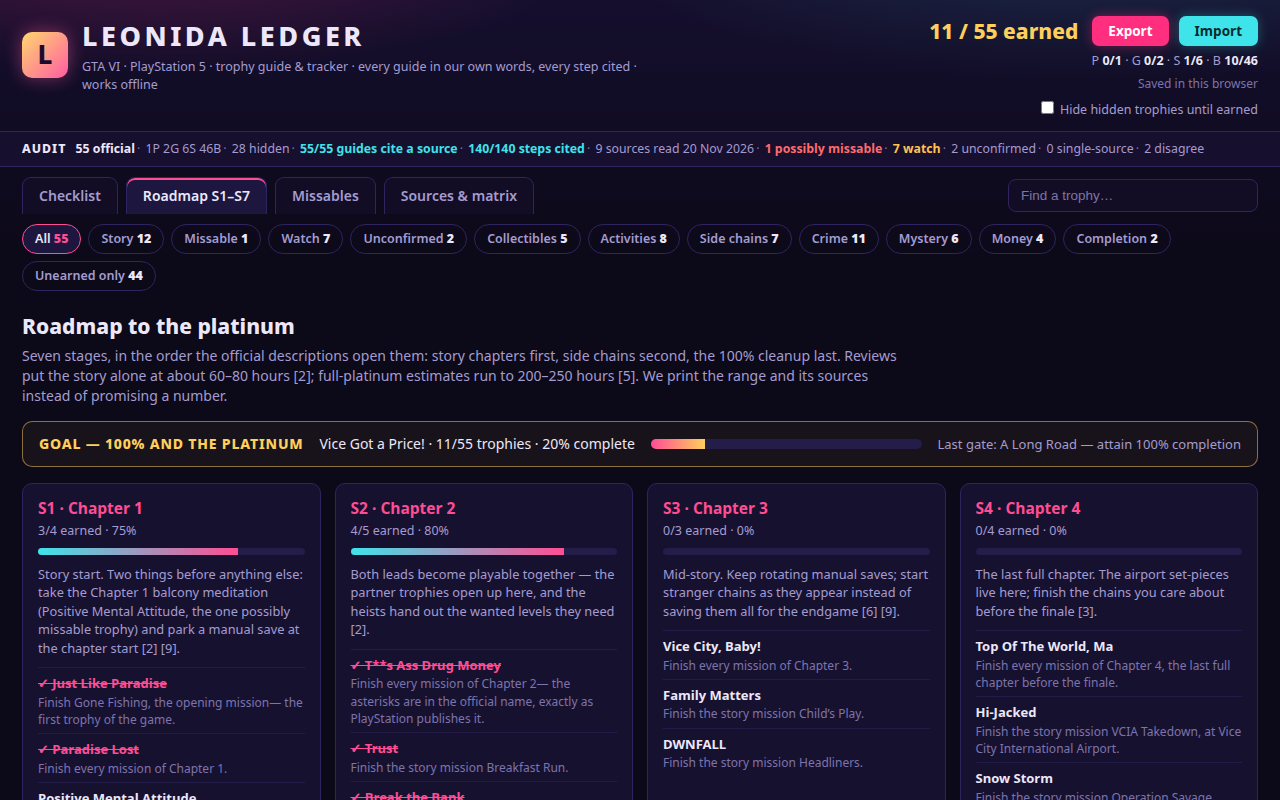 L
LEONIDA LEDGER
GTA VI · PlayStation 5 · trophy guide & tracker · every guide in our own words, every step cited ·
works offline
11 / 55 earned
Export
Import
P 0/1 · G 0/2 · S 1/6 · B 10/46
Saved in this browser
Hide hidden trophies until earned
AUDIT 55 official · 1P 2G 6S 46B · 28 hidden · 55/55 guides cite a source · 140/140 steps cited · 9 sources read 20 Nov 2026 · 1 possibly missable · 7 watch · 2 unconfirmed · 0 single-source · 2 disagree
Checklist
Roadmap S1–S7
Missables
Sources & matrix
Find a trophy…
All 55
Story 12
Missable 1
Watch 7
Unconfirmed 2
Collectibles 5
Activities 8
Side chains 7
Crime 11
Mystery 6
Money 4
Completion 2
Unearned only 44
Roadmap to the platinum
Seven stages, in the order the official descriptions open them: story chapters first, side chains second, the 100% cleanup last. Reviews
put the story alone at about 60–80 hours [2]; full-platinum estimates run to 200–250 hours [5]. We print the range and its sources
instead of promising a number.
GOAL — 100% AND THE PLATINUM
Vice Got a Price! · 11/55 trophies · 20% complete
Last gate: A Long Road — attain 100% completion
S1 · Chapter 1
3/4 earned · 75%
Story start. Two things before anything else:
take the Chapter 1 balcony meditation
(Positive Mental Attitude, the one possibly
missable trophy) and park a manual save at
the chapter start [2] [9].
✓ Just Like Paradise
Finish Gone Fishing, the opening mission— the
first trophy of the game.
✓ Paradise Lost
Finish every mission of Chapter 1.
Positive Mental Attitude
S2 · Chapter 2
4/5 earned · 80%
Both leads become playable together — the
partner trophies open up here, and the
heists hand out the wanted levels they need
[2].
✓ T**s Ass Drug Money
Finish every mission of Chapter 2— the
asterisks are in the official name, exactly as
PlayStation publishes it.
✓ Trust
Finish the story mission Breakfast Run.
✓ Break the Bank
S3 · Chapter 3
0/3 earned · 0%
Mid-story. Keep rotating manual saves; start
stranger chains as they appear instead of
saving them all for the endgame [6] [9].
Vice City, Baby!
Finish every mission of Chapter 3.
Family Matters
Finish the story mission Child's Play.
DWNFALL
Finish the story mission Headliners.
S4 · Chapter 4
0/4 earned · 0%
The last full chapter. The airport set-pieces
live here; finish the chains you care about
before the finale [3].
Top Of The World, Ma
Finish every mission of Chapter 4, the last full
chapter before the finale.
Hi-Jacked
Finish the story mission VCIA Takedown, at Vice
City International Airport.
Snow Storm
Finish the story mission Operation Savage